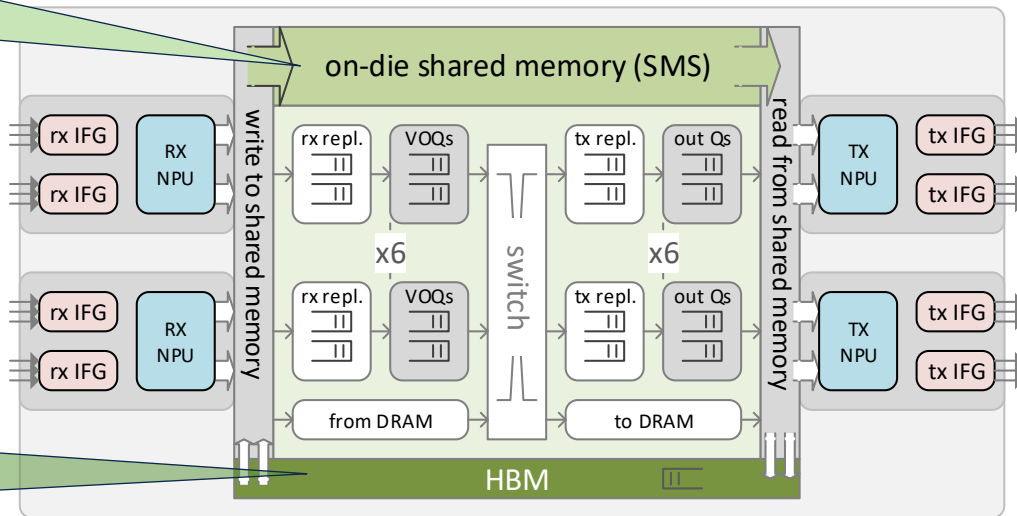 on-die shared memory (SMS)
write to shared memory
read from shared memory
rx IFG
rx IFG
RX
NPU
rx repl.
VOQs
tx repl.
out Qs
TX
NPU
tx IFG
tx IFG
x6
switch
x6
rx IFG
rx IFG
RX
NPU
rx repl.
VOQs
tx repl.
out Qs
TX
NPU
tx IFG
tx IFG
from DRAM
to DRAM
HBM